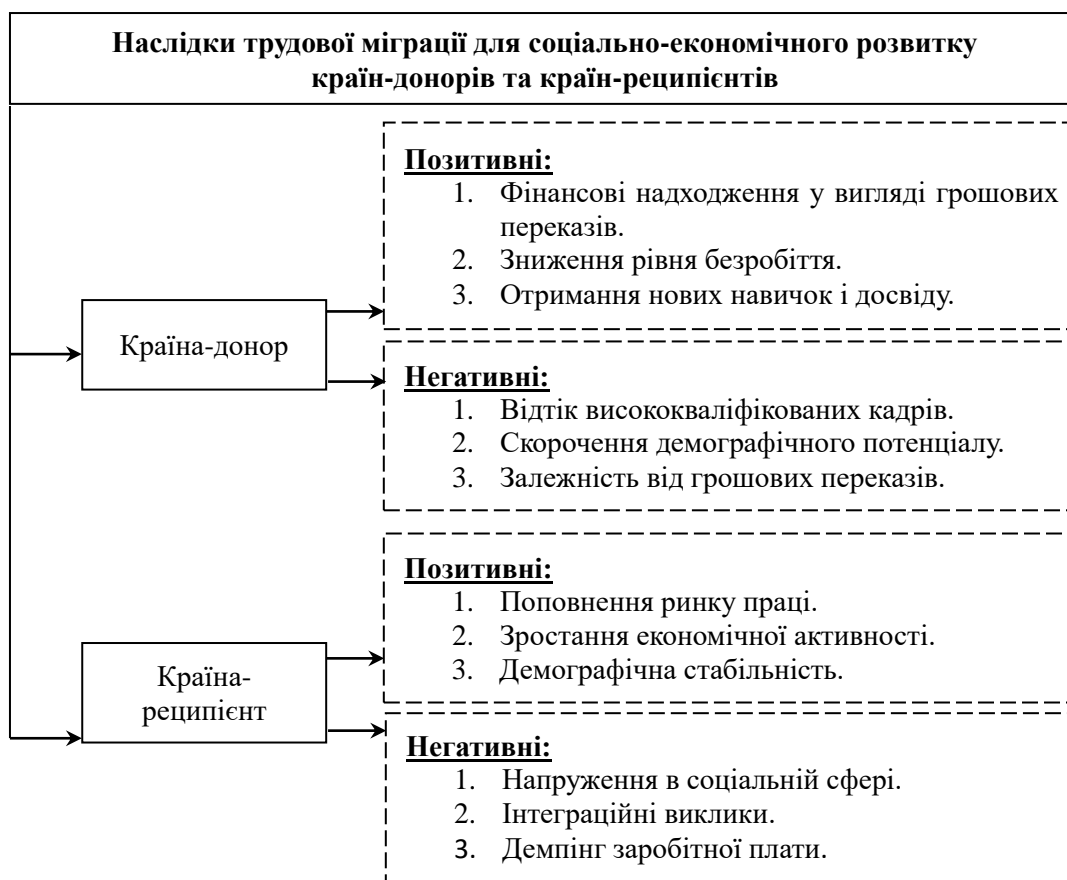 Наслідки трудової міграції для соціально-економічного розвитку
країн-донорів та країн-реципієнтів
Країна-донор
Позитивні:
1. Фінансові надходження у вигляді грошових
переказів.
2. Зниження рівня безробіття.
3. Отримання нових навичок і досвіду.
Негативні:
1. Відтік висококваліфікованих кадрів.
2. Скорочення демографічного потенціалу.
3. Залежність від грошових переказів.
Країна-
реципієнт
Позитивні:
1. Поповнення ринку праці.
2. Зростання економічної активності.
3. Демографічна стабільність.
Негативні:
1. Напруження в соціальній сфері.
2. Інтеграційні виклики.
3. Демпінг заробітної плати.